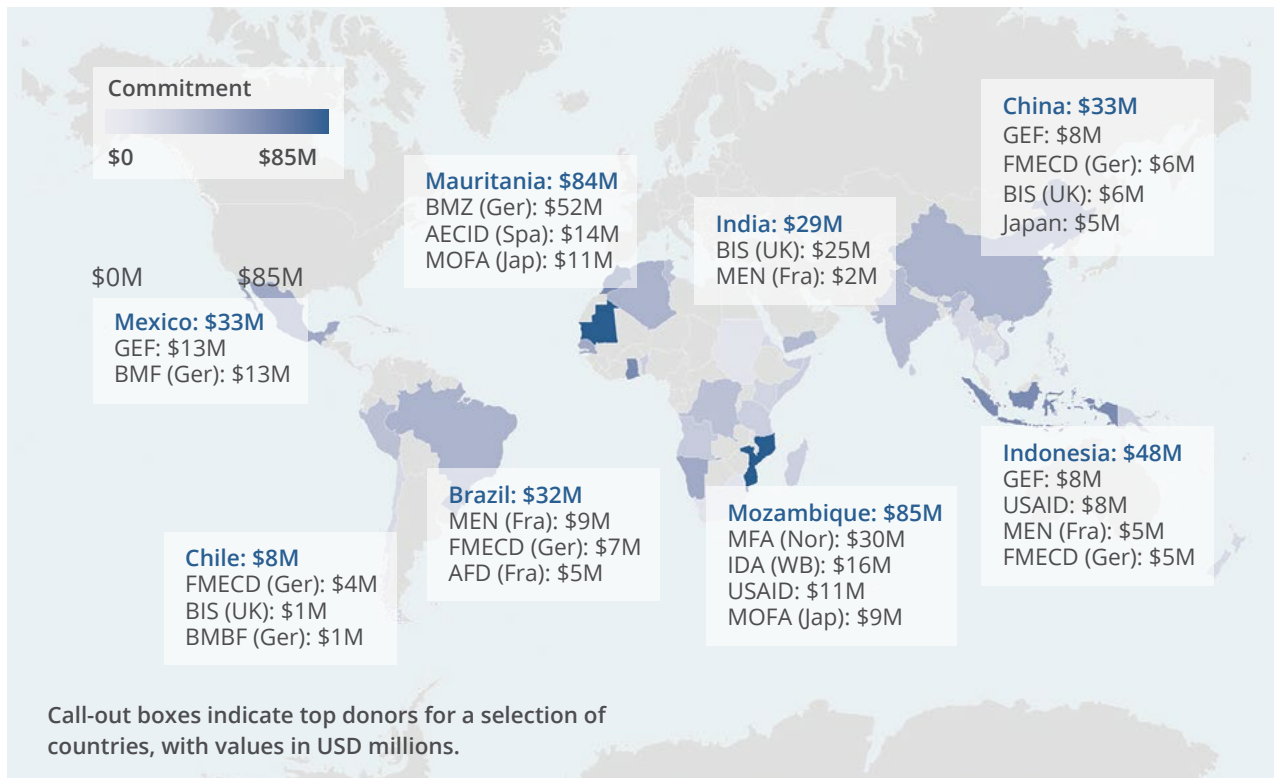 Commitment
$0 $85M
$0M $85M
Mexico: $33M
GEF: $13M
BMF (Ger): $13M
Mauritania: $84M
BMZ (Ger): $52M
AECID (Spa): $14M
MOFA (Jap): $11M
India: $29M
BIS (UK): $25M
MEN (Fra): $2M
China: $33M
GEF: $8M
FMECD (Ger): $6M
BIS (UK): $6M
Japan: $5M
Chile: $8M
FMECD (Ger): $4M
BIS (UK): $1M
BMBF (Ger): $1M
Brazil: $32M
MEN (Fra): $9M
FMECD (Ger): $7M
AFD (Fra): $5M
Mozambique: $85M
MFA (Nor): $30M
IDA (WB): $16M
USAID: $11M
MOFA (Jap): $9M
Indonesia: $48M
GEF: $8M
USAID: $8M
MEN (Fra): $5M
FMECD (Ger): $5M
Call-out boxes indicate top donors for a selection of
countries, with values in USD millions.